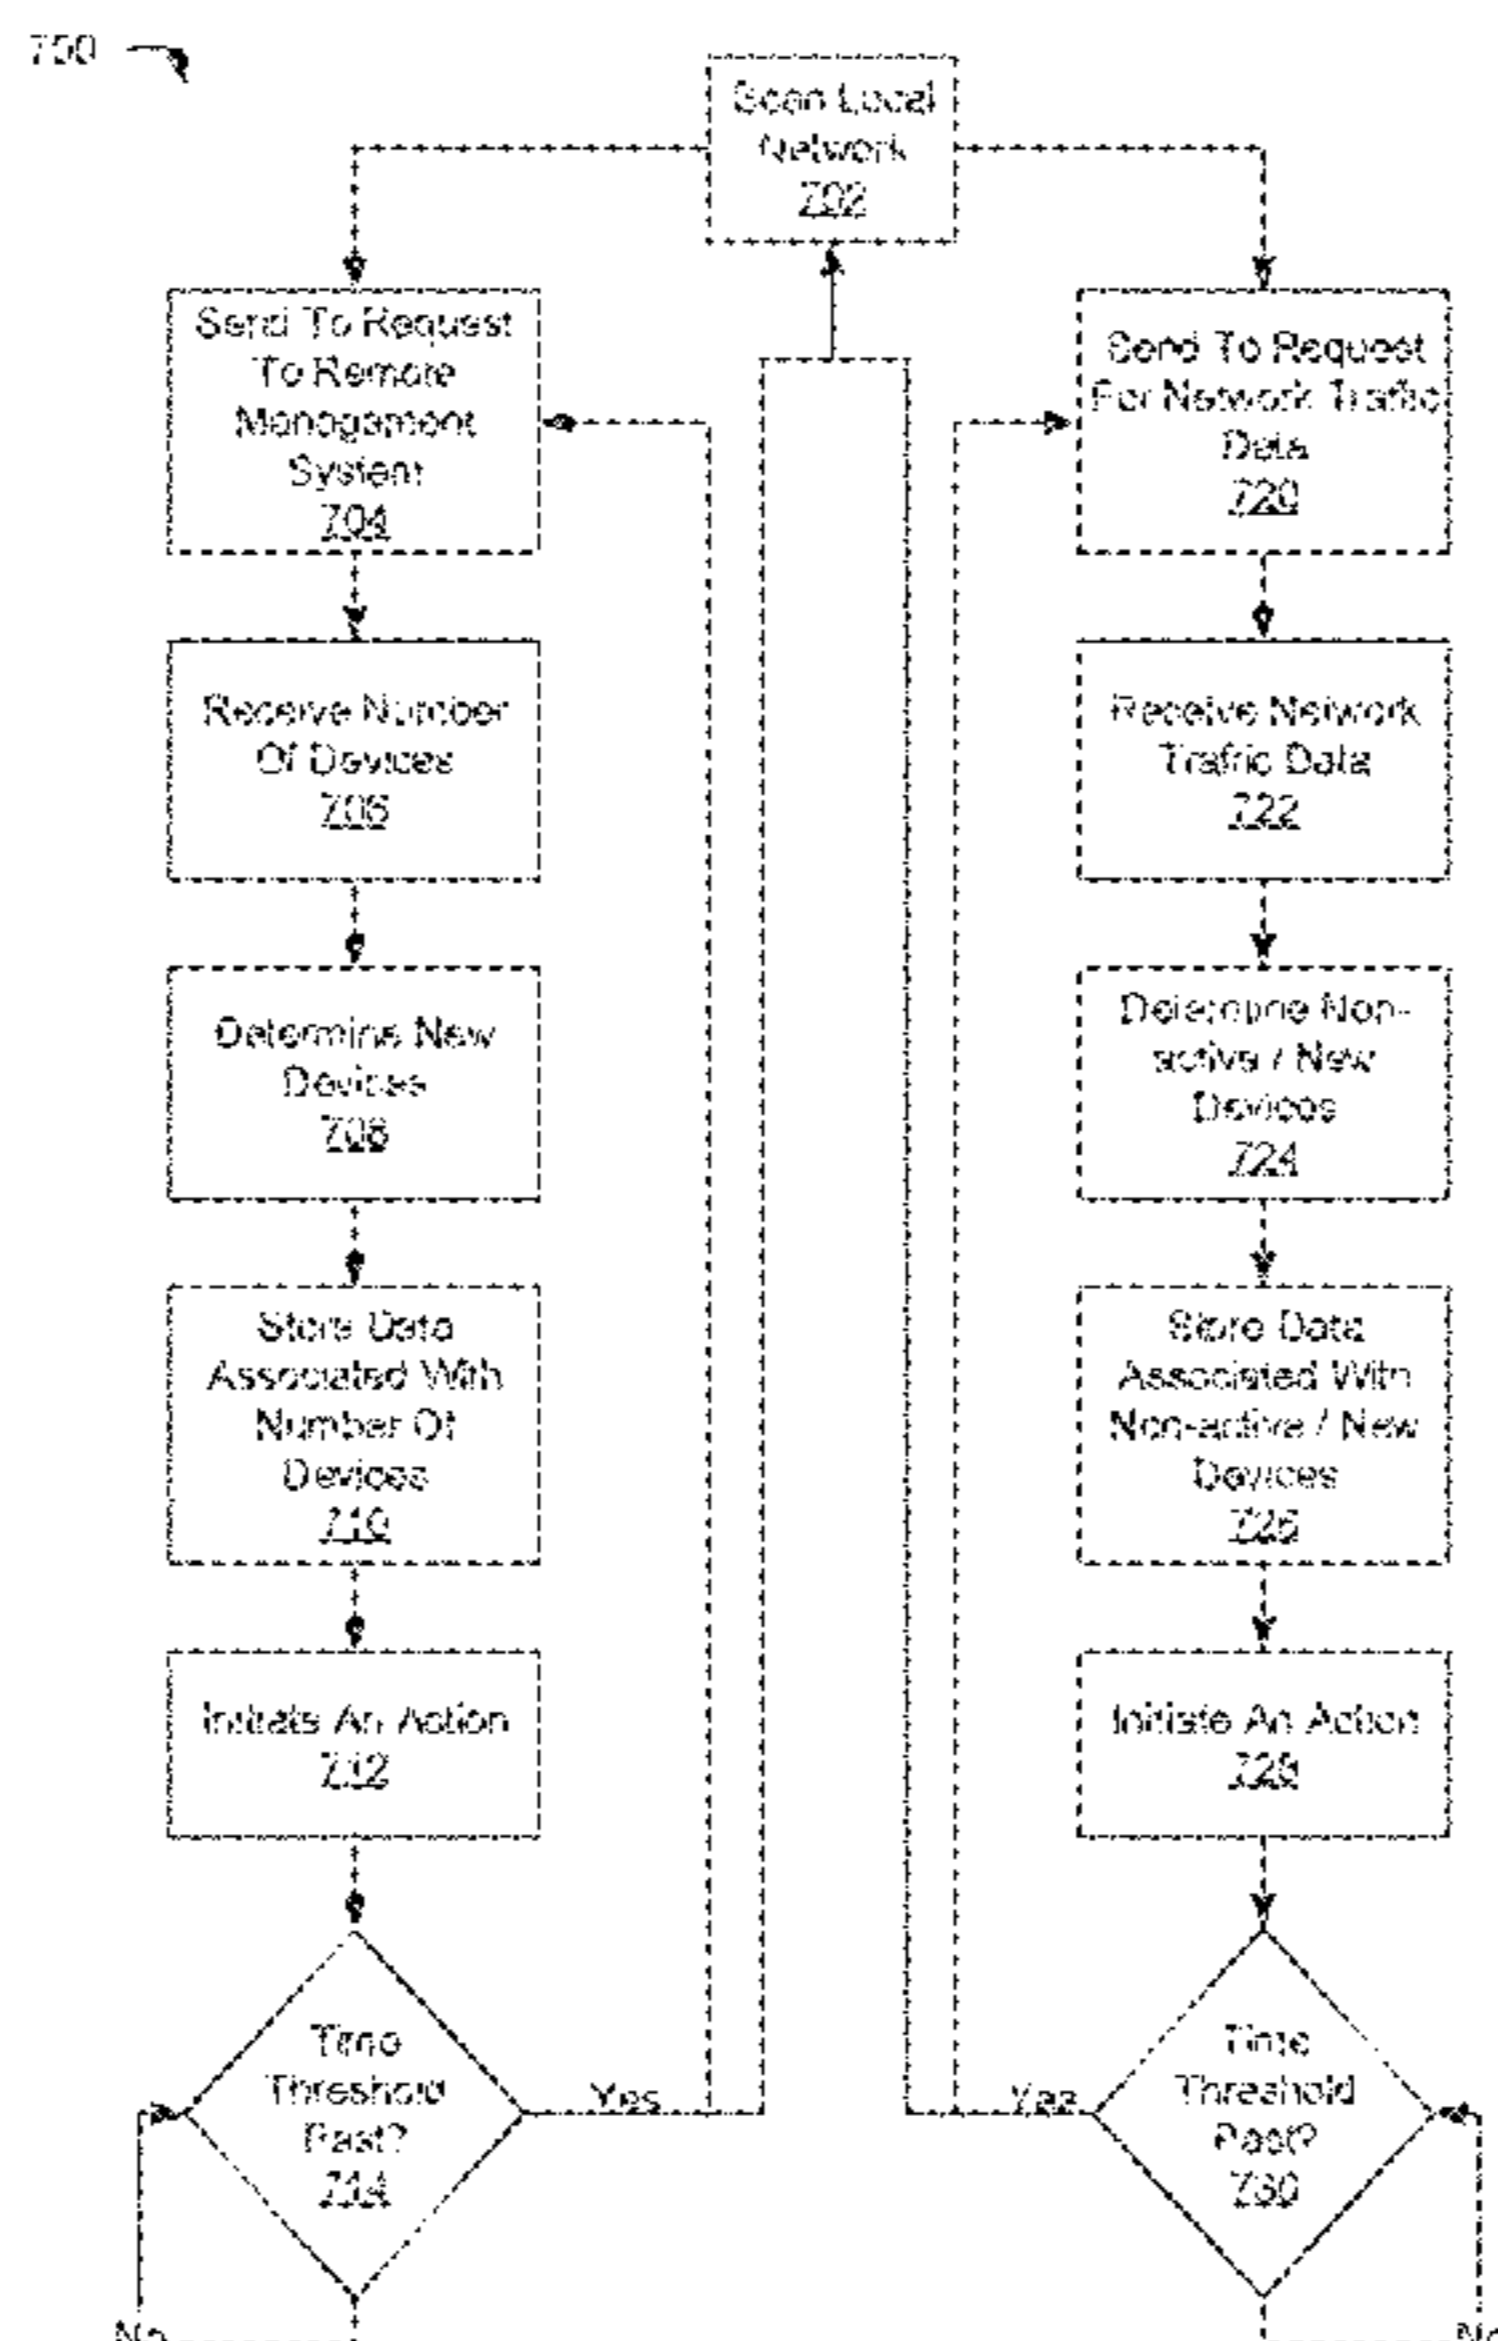 700
Scan Local
Network
702
Send To Request
To Remote
Management
System
704
Receive Number
Of Devices
706
Determine New
Devices
708
Store Data
Associated With
Number Of
Devices
710
Initiate An Action
712
Time
Threshold
Past?
714
Yes
No
Send To Request
For Network Traffic
Data
720
Receive Network
Traffic Data
722
Determine Non-
active / New
Devices
724
Store Data
Associated With
Non-active / New
Devices
726
Initiate An Action
728
Time
Threshold
Past?
730
Yes
No